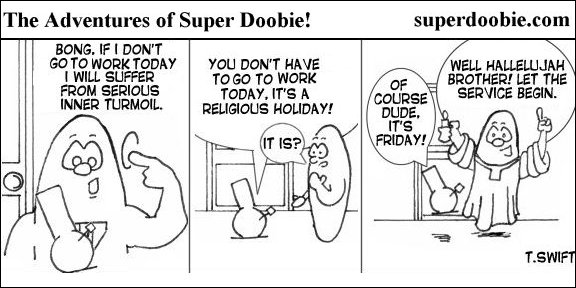 The Adventures of Super Doobie!
superdoobie.com
BONG. IF I DON'T
GO TO WORK TODAY
I WILL SUFFER
FROM SERIOUS
INNER TURMOIL.
YOU DON'T HAVE
TO GO TO WORK
TODAY, IT'S A
RELIGIOUS HOLIDAY!
IT IS?
OF
COURSE
DUDE,
IT'S
FRIDAY!
WELL HALLELUJAH
BROTHER! LET THE
SERVICE BEGIN.
T.SWIFT